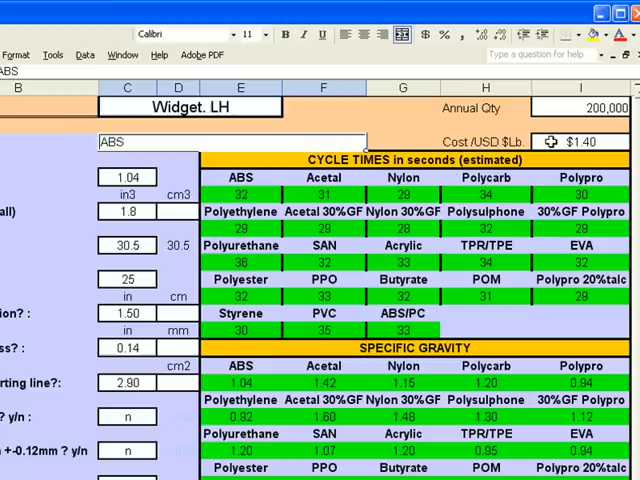 Calibri 11 B I U $ %
Format Tools Data Window Help Adobe PDF Type a question for help
ABS
B C D E F G H I
Widget. LH Annual Qty 200,000
ABS Cost /USD $Lb. $1.40
CYCLE TIMES in seconds (estimated)
1.04 ABS Acetal Nylon Polycarb Polypro
in3 cm3 32 31 29 34 30
all) 1.8 Polyethylene Acetal 30%GF Nylon 30%GF Polysulphone 30%GF Polypro
29 29 28 32 29
30.5 30.5 Polyurethane SAN Acrylic TPR/TPE EVA
36 32 33 34 32
25 Polyester PPO Butyrate POM Polypro 20%talc
in cm 32 33 32 31 29
ion? : 1.50 Styrene PVC ABS/PC
in mm 30 35 33
ss? : 0.14 SPECIFIC GRAVITY
cm2 ABS Acetal Nylon Polycarb Polypro
rting line?: 2.90 1.04 1.42 1.15 1.20 0.94
Polyethylene Acetal 30%GF Nylon 30%GF Polysulphone 30%GF Polypro
? y/n : n 0.92 1.60 1.48 1.30 1.12
Polyurethane SAN Acrylic TPR/TPE EVA
n +-0.12mm ? y/n n 1.20 1.07 1.20 0.95 0.94
Polyester PPO Butyrate POM Polypro 20%talc